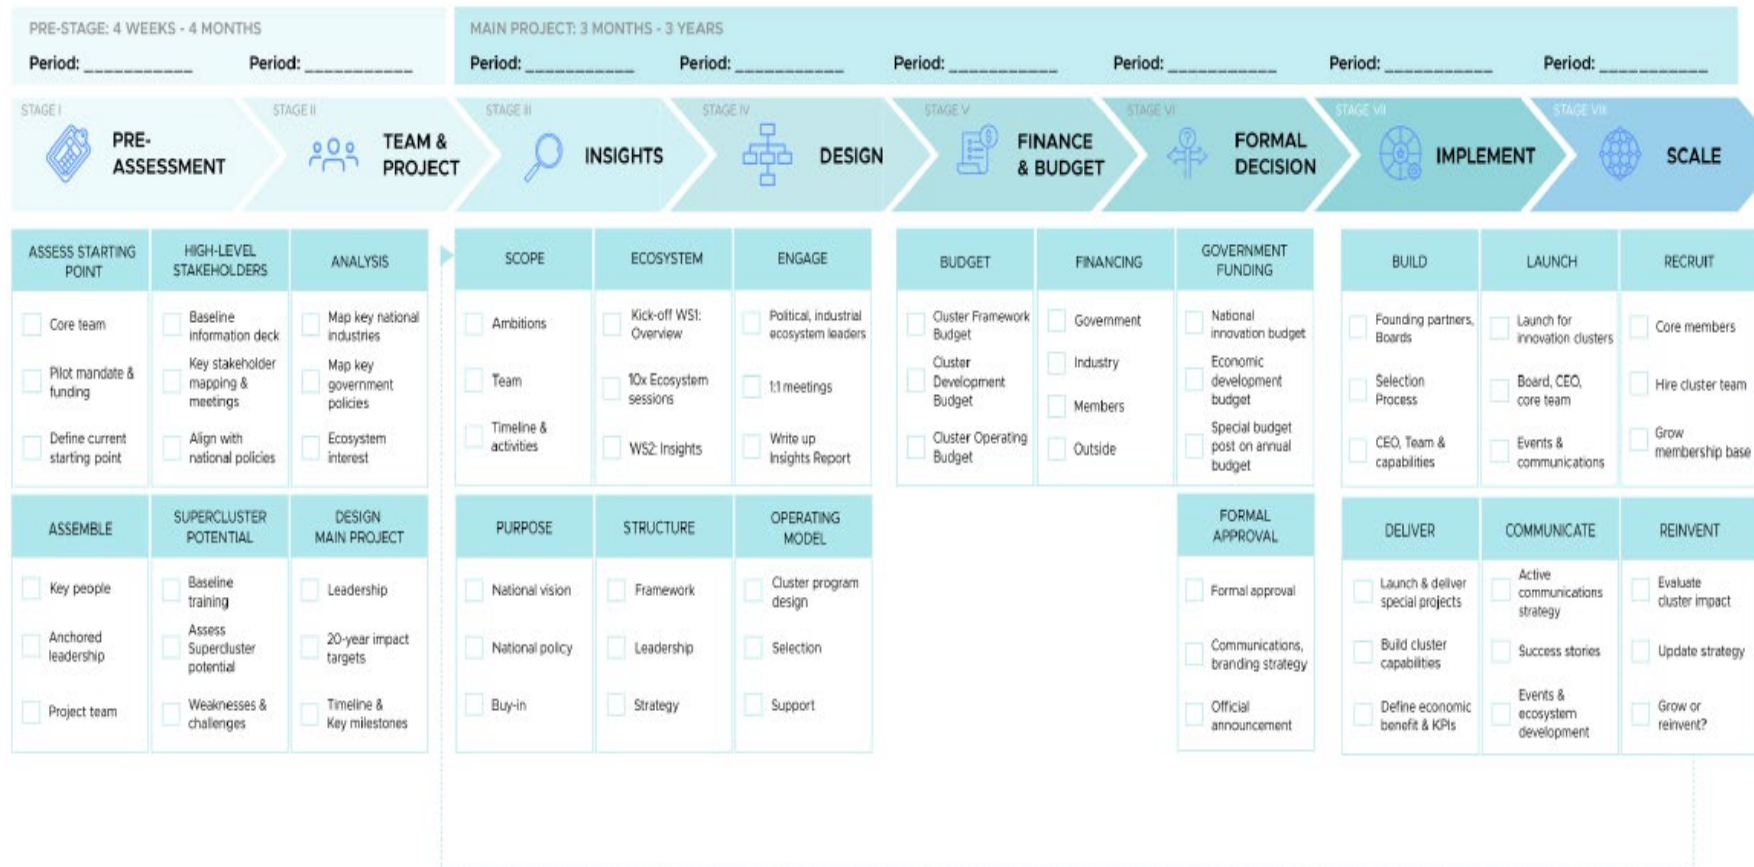 PRE-STAGE: 4 WEEKS - 4 MONTHS
MAIN PROJECT: 3 MONTHS - 3 YEARS
Period: ___________
Period: ___________
Period: ___________
Period: ___________
Period: ___________
Period: ___________
Period: ___________
Period: ___________
STAGE I
PRE-
ASSESSMENT
STAGE II
TEAM &
PROJECT
STAGE III
INSIGHTS
STAGE IV
DESIGN
STAGE V
FINANCE
& BUDGET
STAGE VI
FORMAL
DECISION
STAGE VII
IMPLEMENT
STAGE VIII
SCALE
ASSESS STARTING
POINT
Core team
Pilot mandate &
funding
Define current
starting point
HIGH-LEVEL
STAKEHOLDERS
Baseline
information deck
Key stakeholder
mapping &
meetings
Align with
national policies
ANALYSIS
Map key national
industries
Map key
government
policies
Ecosystem
interest
SCOPE
Ambitions
Team
Timeline &
activities
ECOSYSTEM
Kick-off WS1:
Overview
10x Ecosystem
sessions
WS2: Insights
ENGAGE
Political, industrial
ecosystem leaders
1:1 meetings
Write up
Insights Report
BUDGET
Cluster Framework
Budget
Cluster
Development
Budget
Cluster Operating
Budget
FINANCING
Government
Industry
Members
Outside
GOVERNMENT
FUNDING
National
innovation budget
Economic
development
budget
Special budget
post on annual
budget
BUILD
Founding partners,
Boards
Selection
Process
CEO, Team &
capabilities
LAUNCH
Launch for
innovation clusters
Board, CEO,
core team
Events &
communications
RECRUIT
Core members
Hire cluster team
Grow
membership base
ASSEMBLE
Key people
Anchored
leadership
Project team
SUPERCLUSTER
POTENTIAL
Baseline
training
Assess
Supercluster
potential
Weaknesses &
challenges
DESIGN
MAIN PROJECT
Leadership
20-year impact
targets
Timeline &
Key milestones
PURPOSE
National vision
National policy
Buy-in
STRUCTURE
Framework
Leadership
Strategy
OPERATING
MODEL
Cluster program
design
Selection
Support
FORMAL
APPROVAL
Formal approval
Communications,
branding strategy
Official
announcement
DELIVER
Launch & deliver
special projects
Build cluster
capabilities
Define economic
benefit & KPIs
COMMUNICATE
Active
communications
strategy
Success stories
Events &
ecosystem
development
REINVENT
Evaluate
cluster impact
Update strategy
Grow or
reinvent?